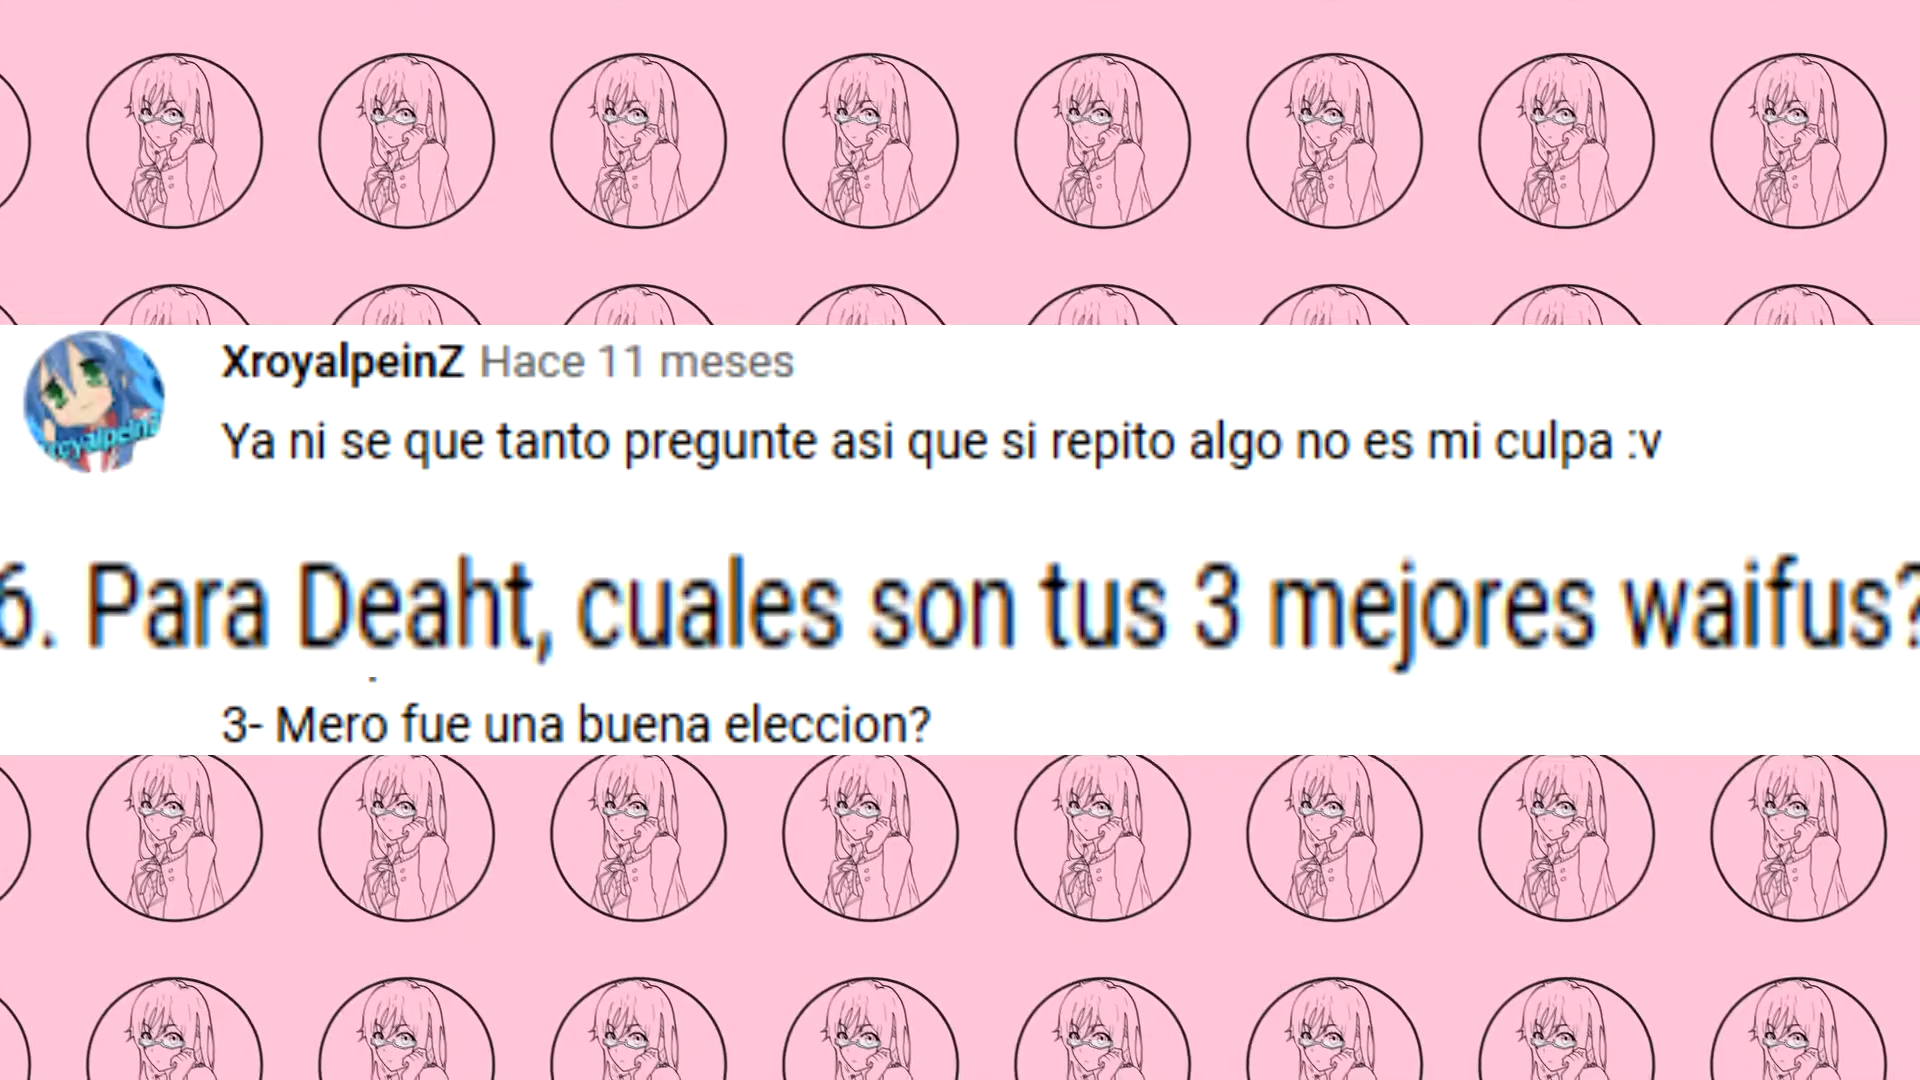 XroyalpeinZ Hace 11 meses
Ya ni se que tanto pregunte asi que si repito algo no es mi culpa :v
xroyalpeinZ
6. Para Deaht, cuales son tus 3 mejores waifus?
3- Mero fue una buena eleccion?